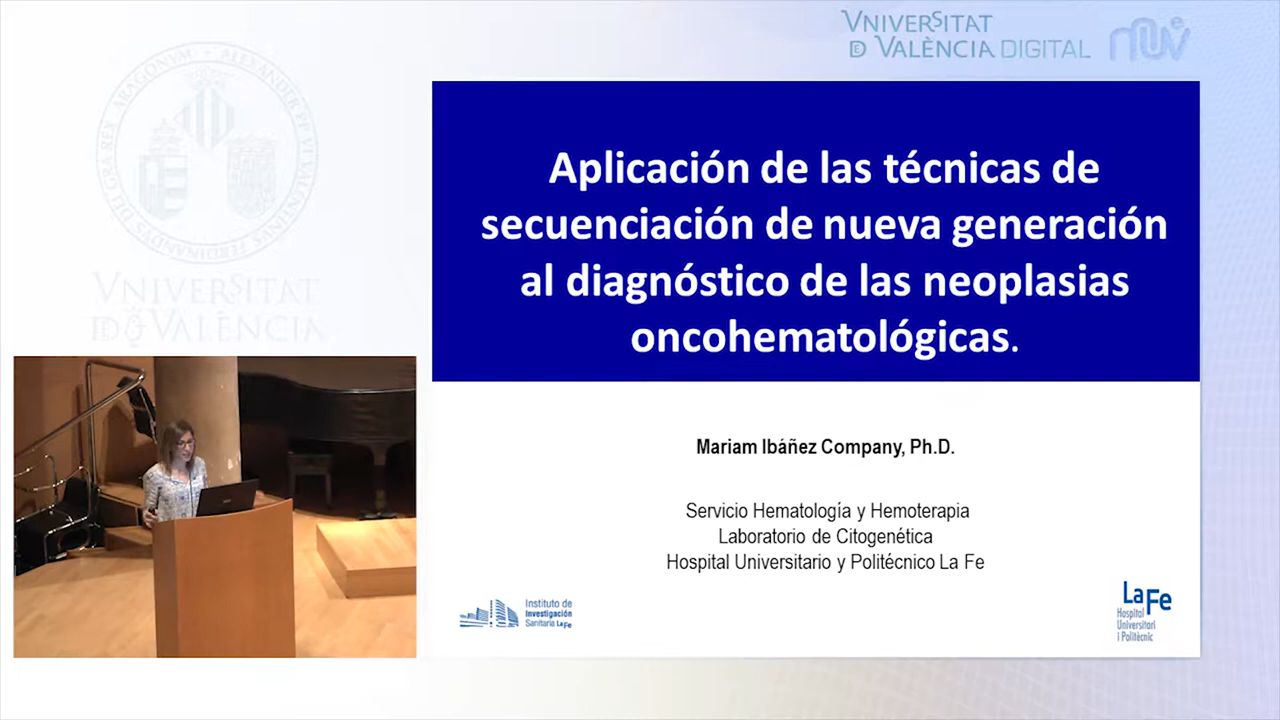 VNIVERSITAT
DE VALÈNCIA DIGITAL
Aplicación de las técnicas de
secuenciación de nueva generación
al diagnóstico de las neoplasias
oncohematológicas.
VNIVERSITAT
DE VALÈNCIA
Mariam Ibáñez Company, Ph.D.
Servicio Hematología y Hemoterapia
Laboratorio de Citogenética
Hospital Universitario y Politécnico La Fe
Instituto de
Investigación
Sanitaria La Fe
La Fe
Hospital
Universitari
i Politècnic